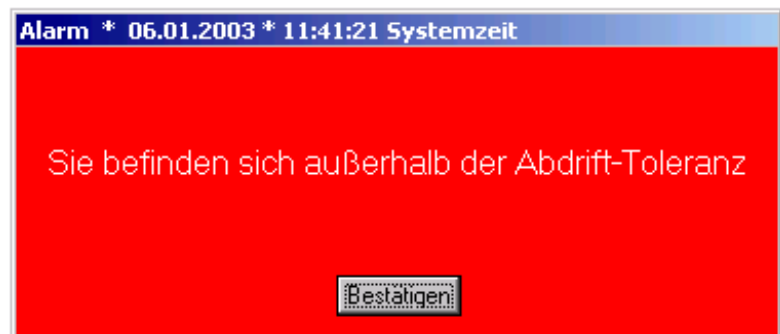 Alarm * 06.01.2003 * 11:41:21 Systemzeit
Sie befinden sich außerhalb der Abdrift-Toleranz
Bestätigen